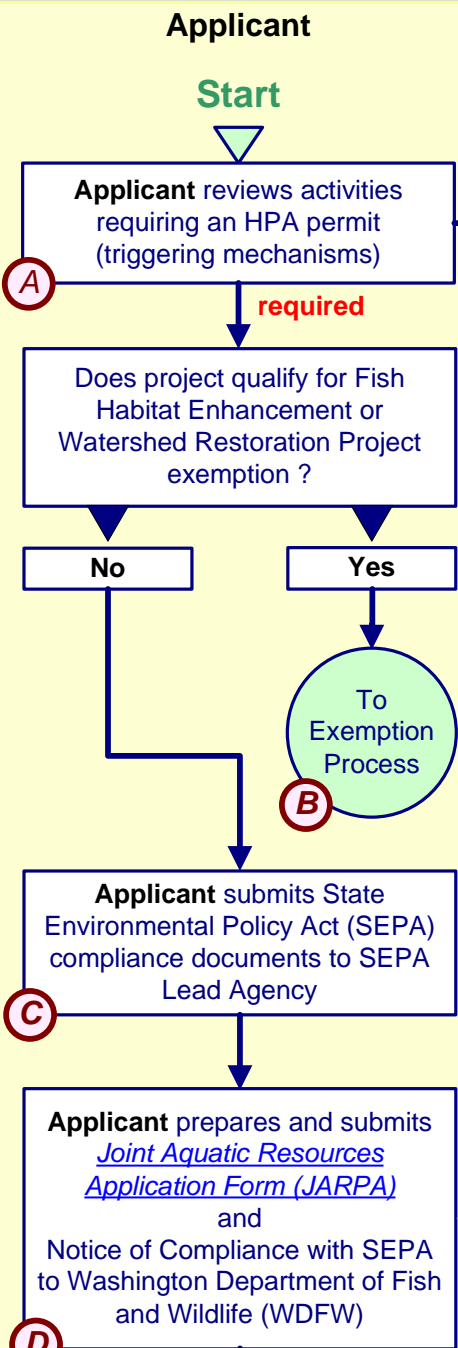 Applicant
Start
Applicant reviews activities
requiring an HPA permit
(triggering mechanisms)
A
required
Does project qualify for Fish
Habitat Enhancement or
Watershed Restoration Project
exemption ?
No
Yes
To
Exemption
Process
B
Applicant submits State
Environmental Policy Act (SEPA)
compliance documents to SEPA
Lead Agency
C
Applicant prepares and submits
Joint Aquatic Resources
Application Form (JARPA)
and
Notice of Compliance with SEPA
to Washington Department of Fish
and Wildlife (WDFW)
D